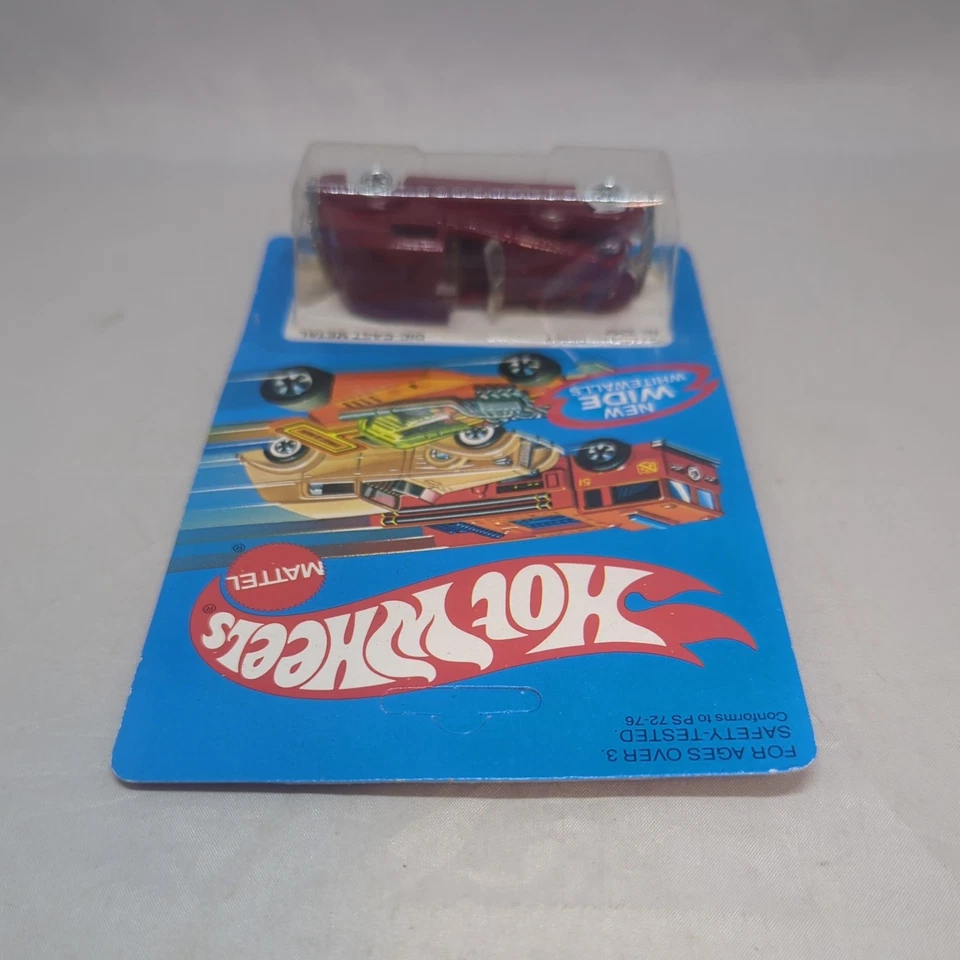 FOR AGES OVER 3.
SAFETY-TESTED.
Conforms to PS 72-76
HOT WHEELS®
MATTEL®
51
NEW
WIDE
WHITEWALLS
DIE-CAST METAL